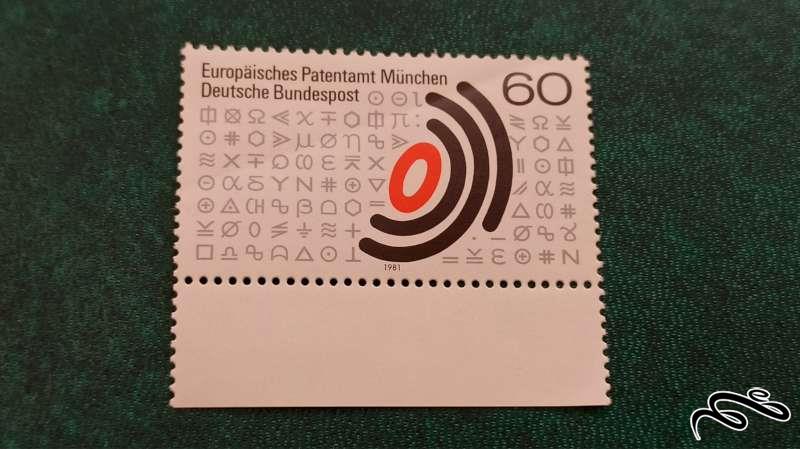 Europäisches Patentamt München
Deutsche Bundespost
60
1981